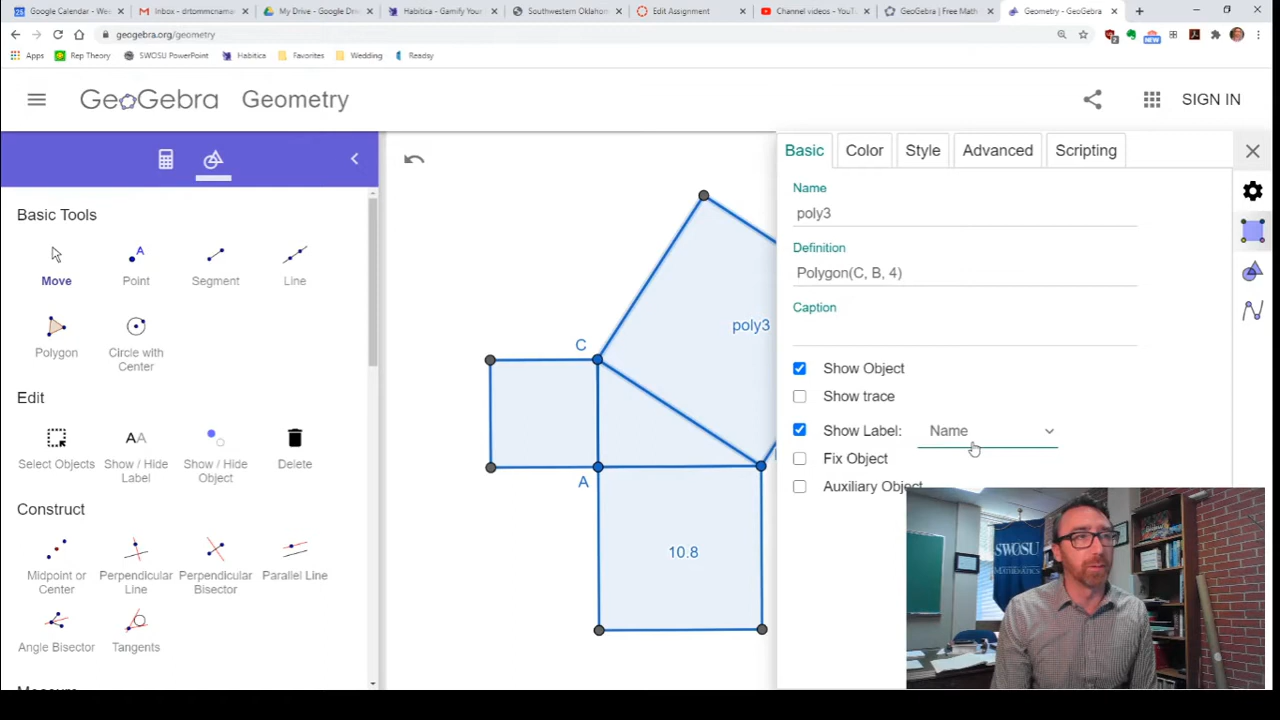 Google Calendar - Wee
Inbox - drtommcnamar
My Drive - Google Driv
Habitica - Gamify Your
Southwestern Oklahom
Edit Assignment
Channel videos - YouT
GeoGebra | Free Math
Geometry - GeoGebra
geogebra.org/geometry
Apps
Rep Theory
SWOSU PowerPoint
Habitica
Favorites
Wedding
Readsy
GeoGebra
Geometry
SIGN IN
Basic Tools
Move
Point
Segment
Line
Polygon
Circle with
Center
Edit
Select Objects
Show / Hide
Label
Show / Hide
Object
Delete
Construct
Midpoint or
Center
Perpendicular
Line
Perpendicular
Bisector
Parallel Line
Angle Bisector
Tangents
poly3
C
A
10.8
Basic
Color
Style
Advanced
Scripting
Name
poly3
Definition
Polygon(C, B, 4)
Caption
Show Object
Show trace
Show Label:
Name
Fix Object
Auxiliary Object
SWOSU
MATHEMATICS